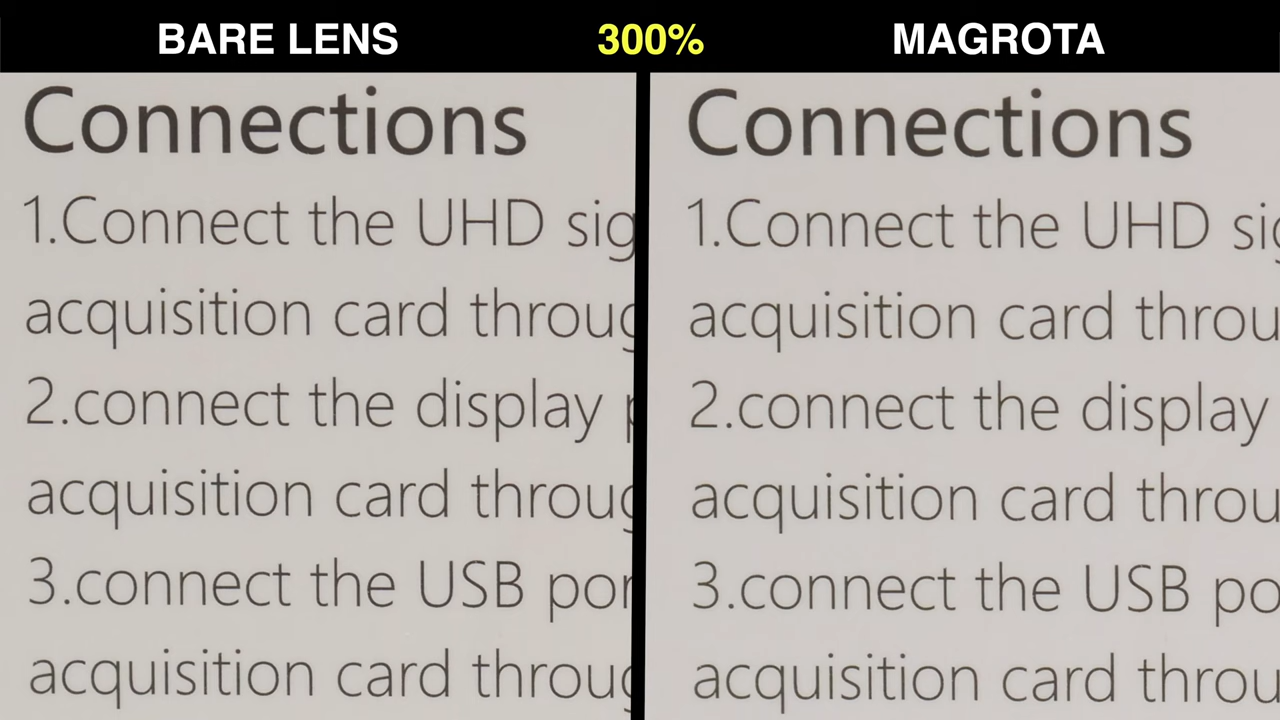 BARE LENS 300% MAGROTA
Connections
1.Connect the UHD sig
acquisition card throug
2.connect the display p
acquisition card throug
3.connect the USB por
acquisition card throug
Connections
1.Connect the UHD sig
acquisition card throu
2.connect the display
acquisition card throu
3.connect the USB po
acquisition card throu